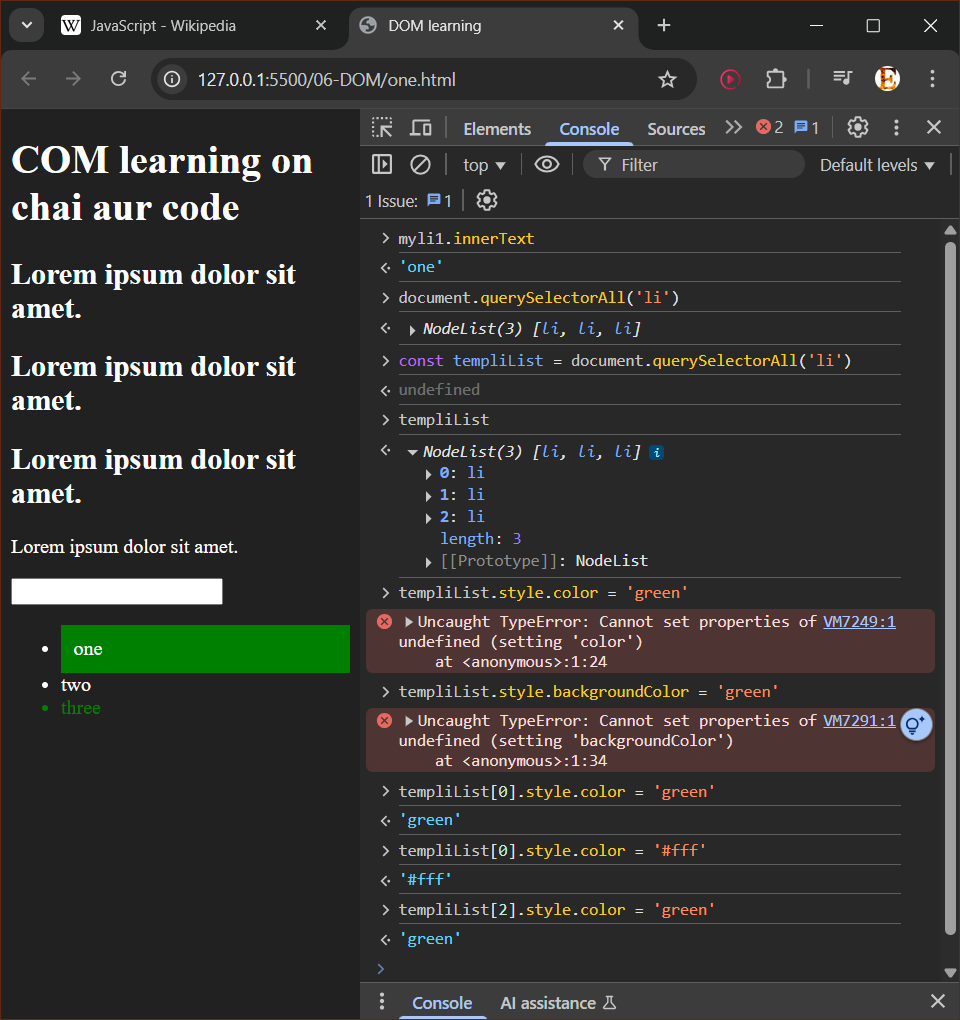 JavaScript - Wikipedia
DOM learning
127.0.0.1:5500/06-DOM/one.html
COM learning on
chai aur code
Lorem ipsum dolor sit
amet.
Lorem ipsum dolor sit
amet.
Lorem ipsum dolor sit
amet.
Lorem ipsum dolor sit amet.
one
two
three
Elements Console Sources 2 1
top Filter Default levels
1 Issue: 1
myli1.innerText
'one'
document.querySelectorAll('li')
NodeList(3) [li, li, li]
const templiList = document.querySelectorAll('li')
undefined
templiList
NodeList(3) [li, li, li] i
0: li
1: li
2: li
length: 3
[[Prototype]]: NodeList
templiList.style.color = 'green'
Uncaught TypeError: Cannot set properties of VM7249:1
undefined (setting 'color')
at <anonymous>:1:24
templiList.style.backgroundColor = 'green'
Uncaught TypeError: Cannot set properties of VM7291:1
undefined (setting 'backgroundColor')
at <anonymous>:1:34
templiList[0].style.color = 'green'
'green'
templiList[0].style.color = '#fff'
'#fff'
templiList[2].style.color = 'green'
'green'
Console AI assistance